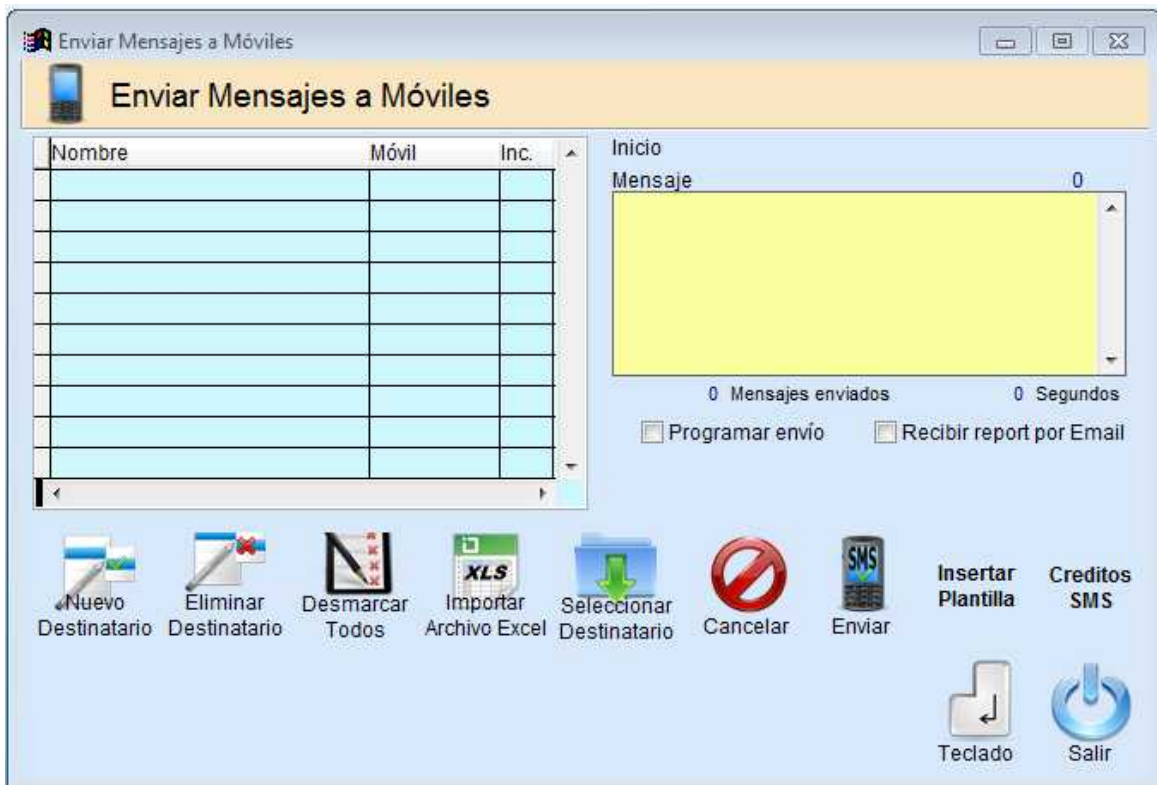 Enviar Mensajes a Móviles
Enviar Mensajes a Móviles
Nombre Móvil Inc.
Inicio
Mensaje 0
0 Mensajes enviados 0 Segundos
Programar envío Recibir report por Email
Nuevo
Destinatario
Eliminar
Destinatario
Desmarcar
Todos
XLS
Importar
Archivo Excel
Seleccionar
Destinatario
Cancelar
SMS
Enviar
Insertar
Plantilla
Creditos
SMS
Teclado
Salir